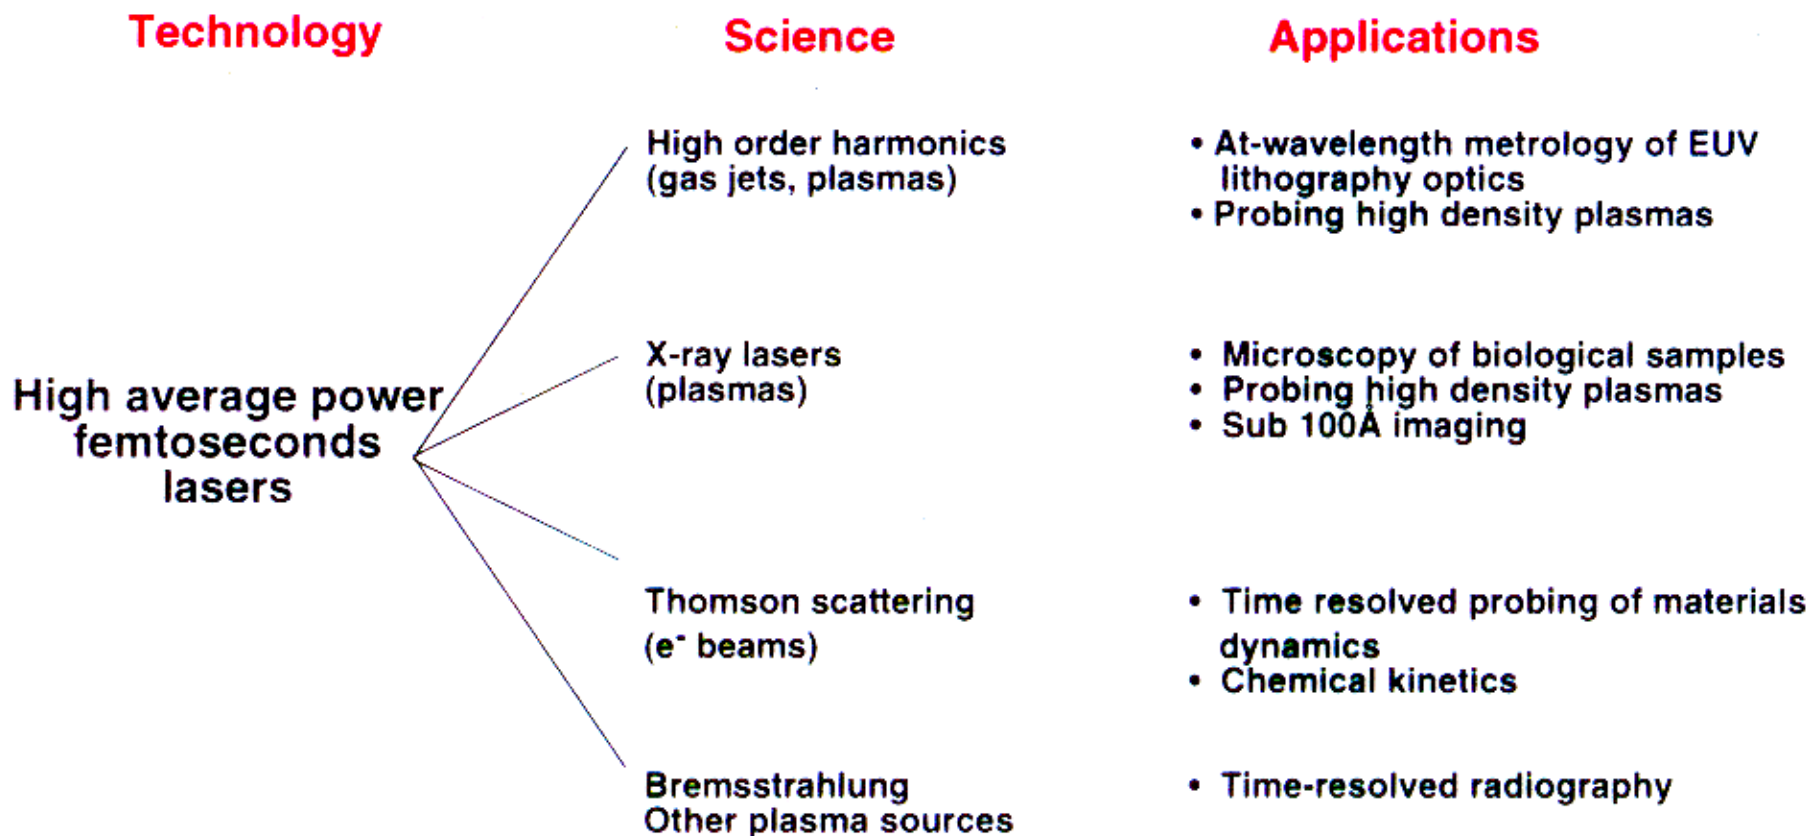 Technology
Science
Applications
High average power
femtoseconds
lasers
High order harmonics
(gas jets, plasmas)
• At-wavelength metrology of EUV
lithography optics
• Probing high density plasmas
X-ray lasers
(plasmas)
• Microscopy of biological samples
• Probing high density plasmas
• Sub 100Å imaging
Thomson scattering
(e⁻ beams)
• Time resolved probing of materials
dynamics
• Chemical kinetics
Bremsstrahlung
Other plasma sources
• Time-resolved radiography